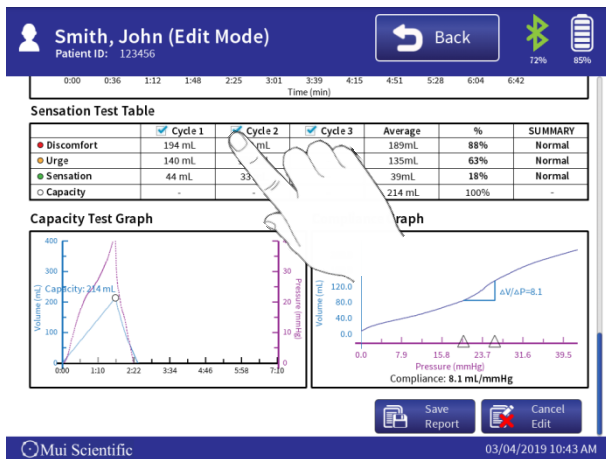 Smith, John (Edit Mode)
Patient ID: 123456
Back
72%
85%
0:00 0:36 1:12 1:48 2:25 3:01 3:39 4:15 4:51 5:28 6:04 6:42
Time (min)
Sensation Test Table
Cycle 1 Cycle 2 Cycle 3 Average % SUMMARY
Discomfort 194 mL mL 189mL 88% Normal
Urge 140 mL 135mL 63% Normal
Sensation 44 mL 33 39mL 18% Normal
Capacity - - 214 mL 100% -
Capacity Test Graph
400
300
200
100
0
Volume (mL)
Capacity: 214 mL
30
20
10
0
Pressure (mmHg)
0:00 1:10 2:22 3:34 4:46 5:58 7:10
raph
Volume (mL)
120.0
80.0
40.0
0.0
ΔV/ΔP=8.1
0.0 7.9 15.8 23.7 31.6 39.5
Pressure (mmHg)
Compliance: 8.1 mL/mmHg
Save
Report
Cancel
Edit
Mui Scientific
03/04/2019 10:43 AM